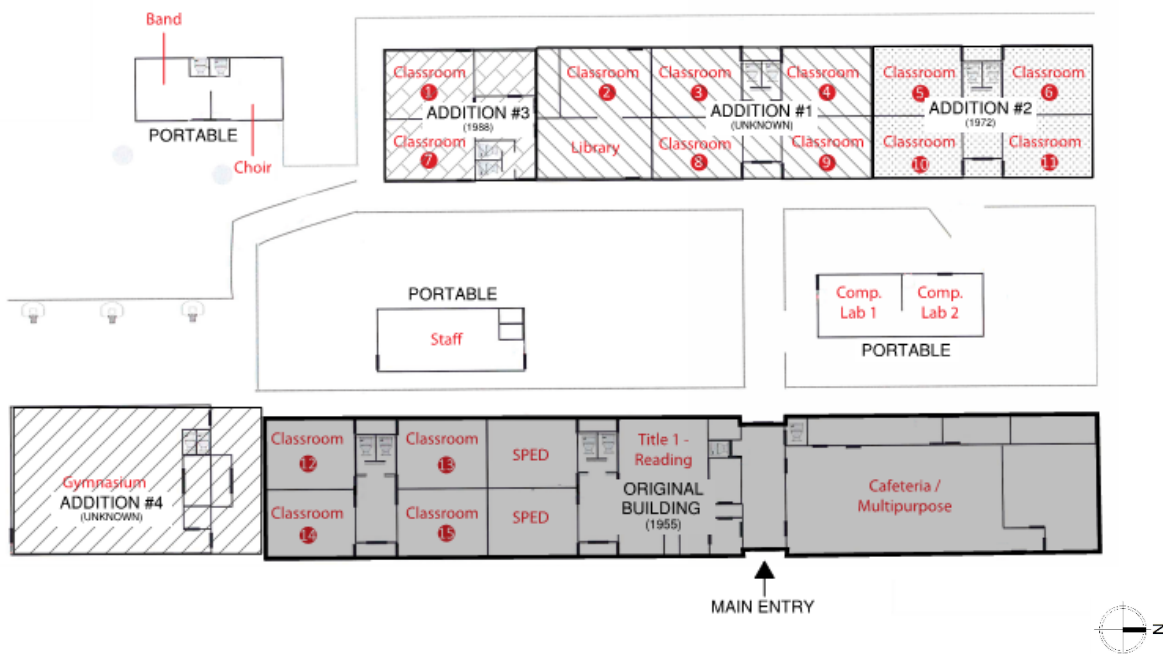 Band
PORTABLE
Choir
Classroom
1
ADDITION #3
(1988)
Classroom
7
Classroom
2
Library
Classroom
3
Classroom
4
ADDITION #1
(UNKNOWN)
Classroom
8
Classroom
9
Classroom
5
Classroom
6
ADDITION #2
(1972)
Classroom
10
Classroom
11
PORTABLE
Staff
Comp.
Lab 1
Comp.
Lab 2
PORTABLE
Gymnasium
ADDITION #4
(UNKNOWN)
Classroom
12
Classroom
13
SPED
Title 1 -
Reading
Classroom
14
Classroom
15
SPED
ORIGINAL
BUILDING
(1955)
Cafeteria /
Multipurpose
MAIN ENTRY
N